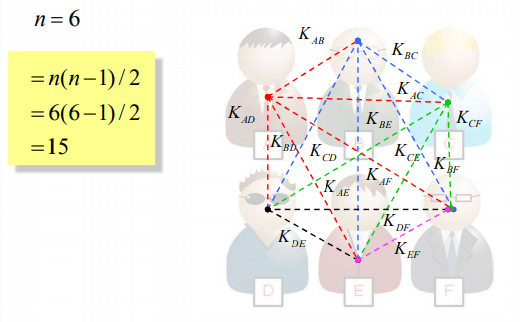 n = 6
= n(n−1) / 2
= 6(6−1) / 2
= 15
K_AB
K_BC
K_AC
K_AD
K_BE
K_CF
K_BD
K_CD
K_CE
K_BF
K_AE
K_AF
K_DF
K_DE
K_EF
D
E
F